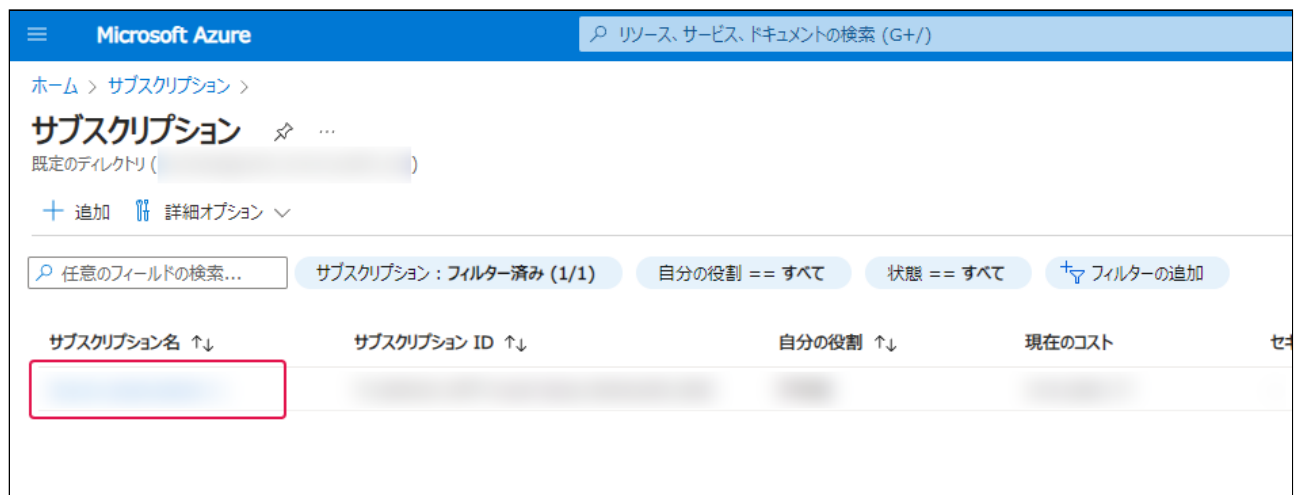 Microsoft Azure
リソース、サービス、ドキュメントの検索 (G+/)
ホーム > サブスクリプション >
サブスクリプション ...
既定のディレクトリ ( )
+ 追加 詳細オプション
任意のフィールドの検索... サブスクリプション : フィルター済み (1/1) 自分の役割 == すべて 状態 == すべて フィルターの追加
サブスクリプション名 ↑↓ サブスクリプション ID ↑↓ 自分の役割 ↑↓ 現在のコスト セキ